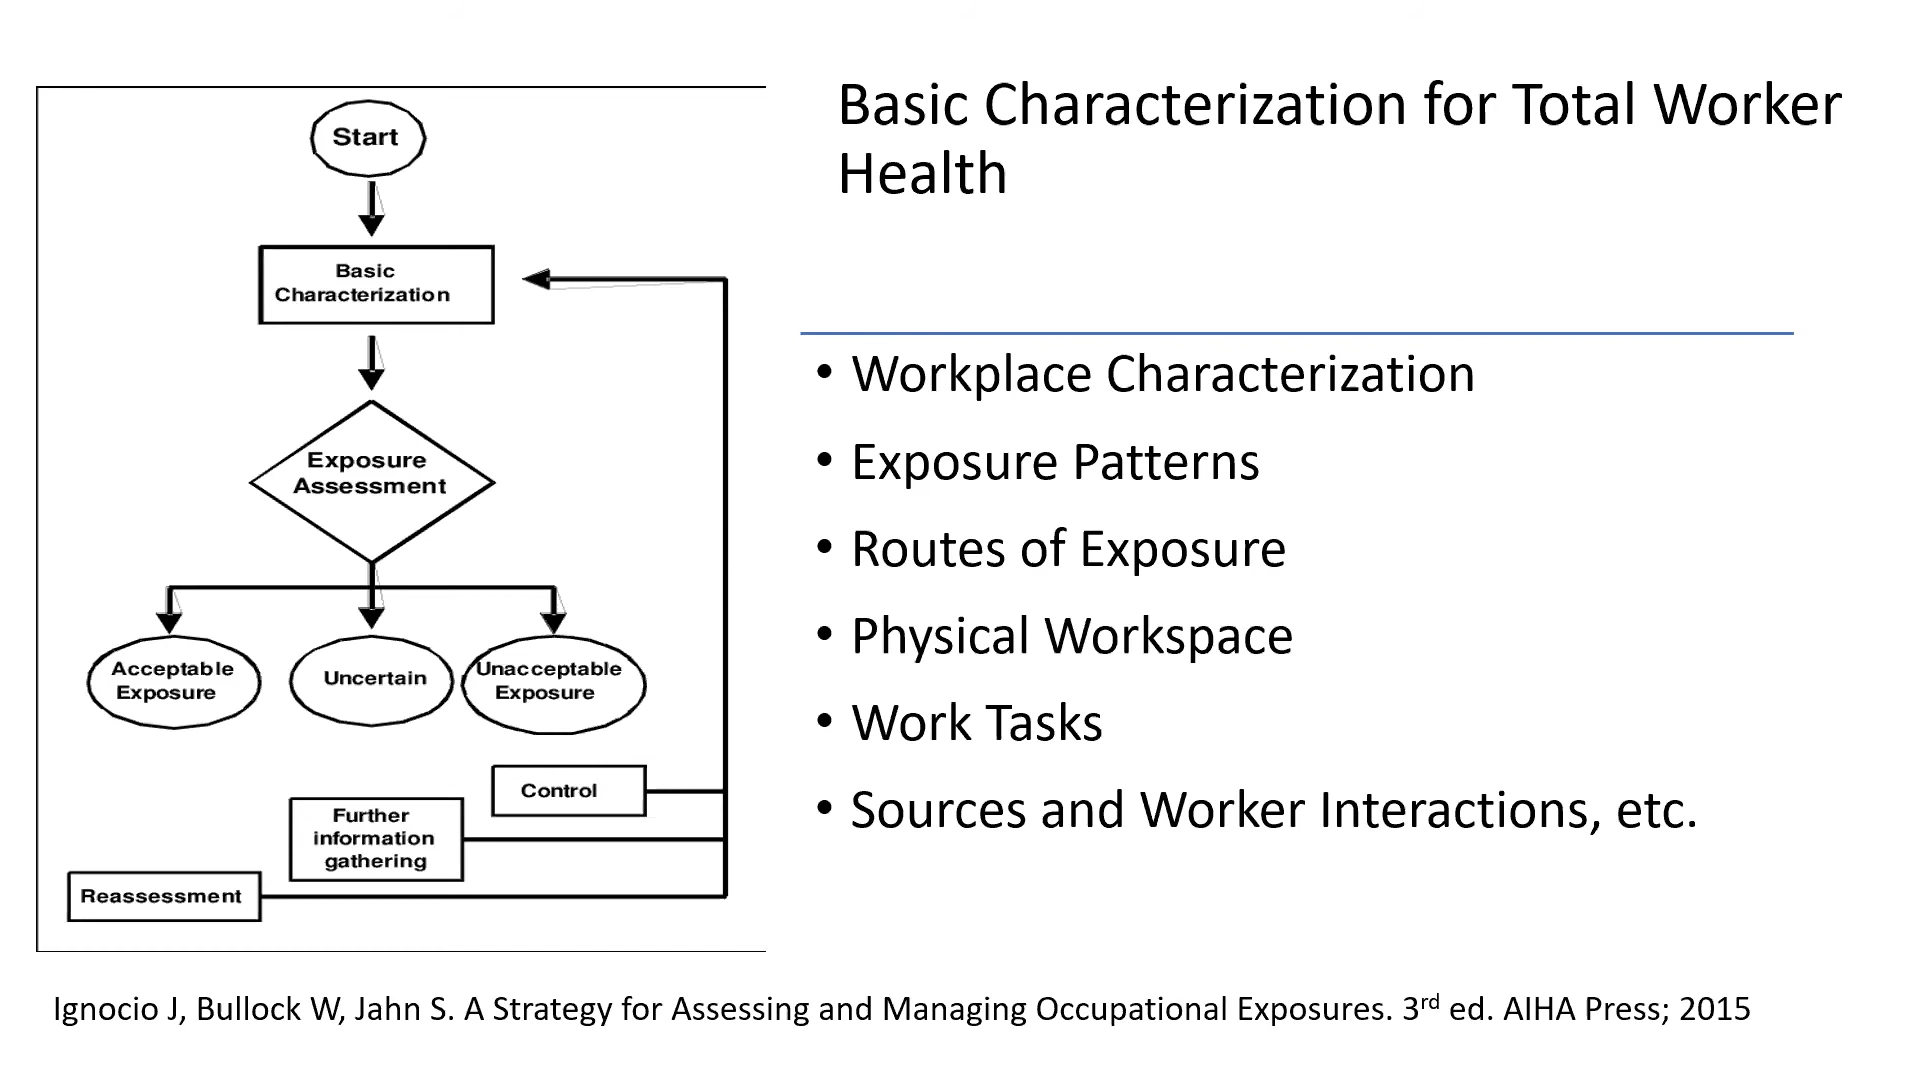 Start
Basic
Characterization
Exposure
Assessment
Acceptable
Exposure
Uncertain
Unacceptable
Exposure
Control
Further
information
gathering
Reassessment
Basic Characterization for Total Worker
Health
• Workplace Characterization
• Exposure Patterns
• Routes of Exposure
• Physical Workspace
• Work Tasks
• Sources and Worker Interactions, etc.
Ignocio J, Bullock W, Jahn S. A Strategy for Assessing and Managing Occupational Exposures. 3rd ed. AIHA Press; 2015